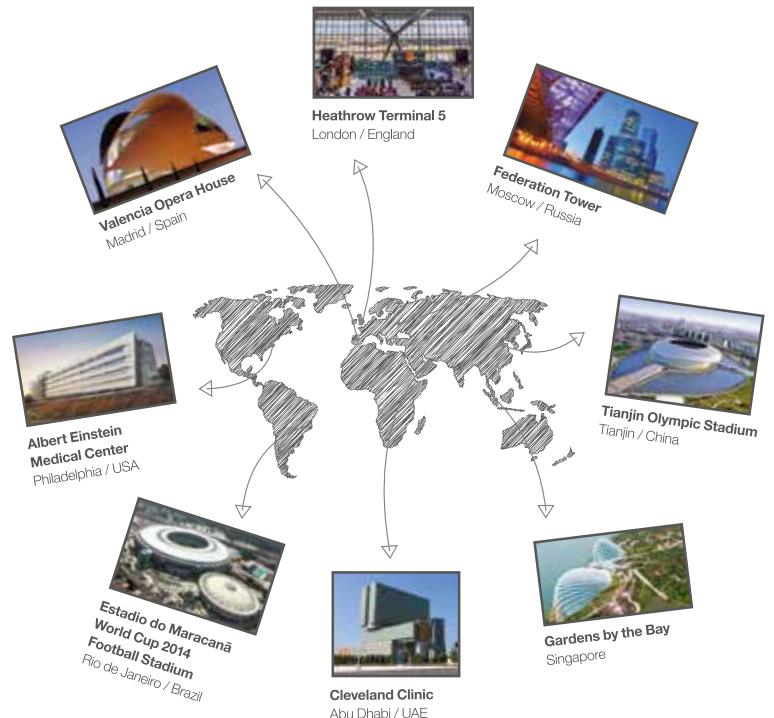 Heathrow Terminal 5
London / England
Valencia Opera House
Madrid / Spain
Federation Tower
Moscow / Russia
Albert Einstein
Medical Center
Philadelphia / USA
Tianjin Olympic Stadium
Tianjin / China
Estadio do Maracanã
World Cup 2014
Football Stadium
Rio de Janeiro / Brazil
Cleveland Clinic
Abu Dhabi / UAE
Gardens by the Bay
Singapore